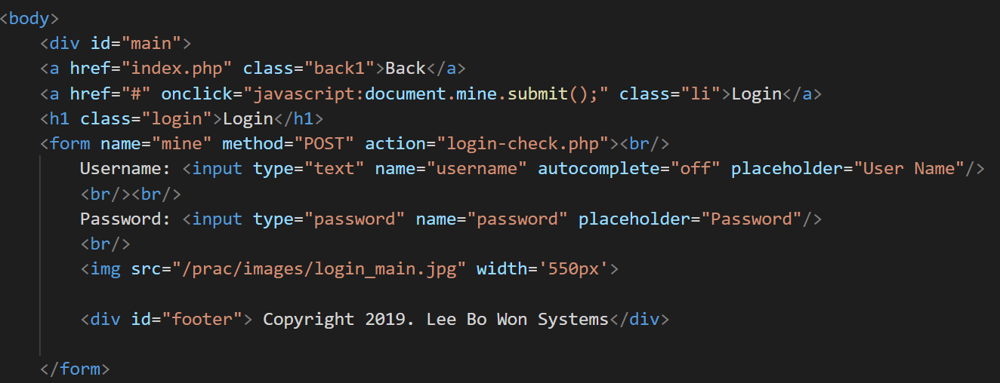 <body>
<div id="main">
<a href="index.php" class="back1">Back</a>
<a href="#" onclick="javascript:document.mine.submit();" class="li">Login</a>
<h1 class="login">Login</h1>
<form name="mine" method="POST" action="login-check.php"><br/>
Username: <input type="text" name="username" autocomplete="off" placeholder="User Name"/>
<br/><br/>
Password: <input type="password" name="password" placeholder="Password"/>
<br/>
<img src="/prac/images/login_main.jpg" width='550px'>
<div id="footer"> Copyright 2019. Lee Bo Won Systems</div>
</form>